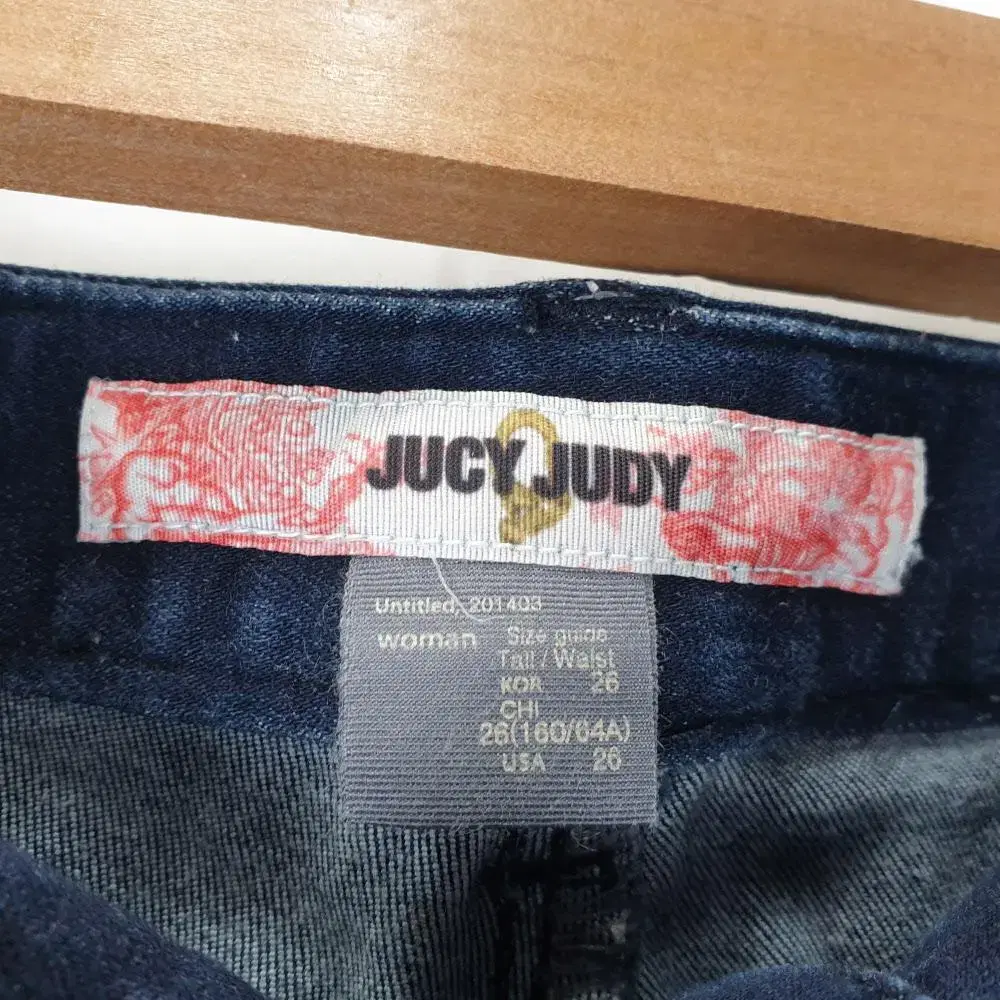 JUCY JUDY
Untitled, 201403
woman Size guide
Tall / Waist
KOR 26
CHI
26(160/64A)
USA 26